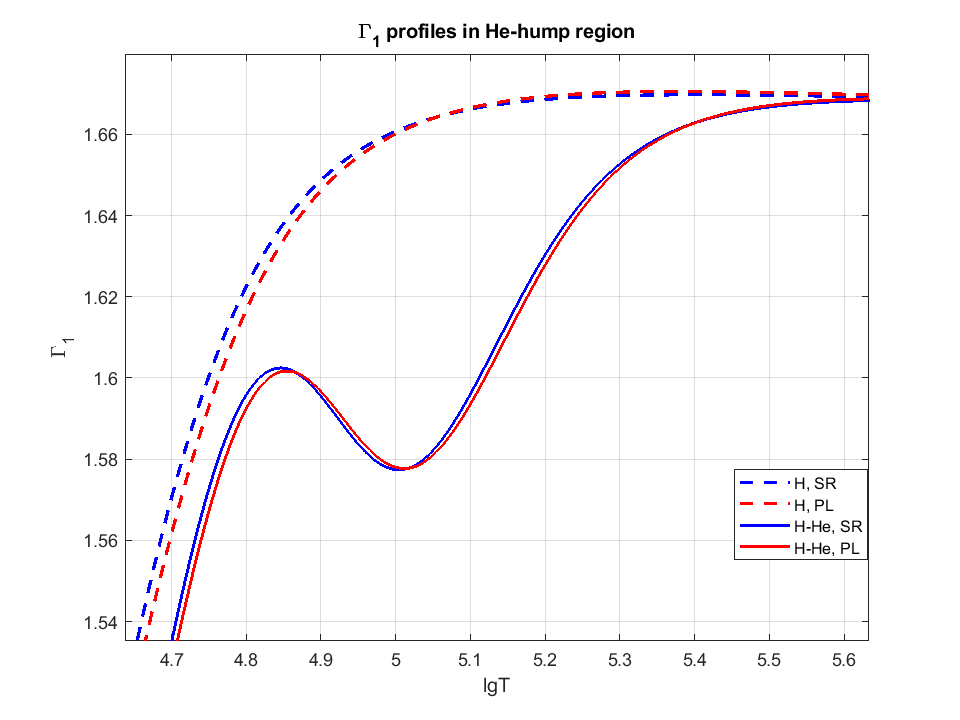 Γ1 profiles in He-hump region
Γ1
1.66
1.64
1.62
1.6
1.58
1.56
1.54
4.7 4.8 4.9 5 5.1 5.2 5.3 5.4 5.5 5.6
lgT
H, SR
H, PL
H-He, SR
H-He, PL